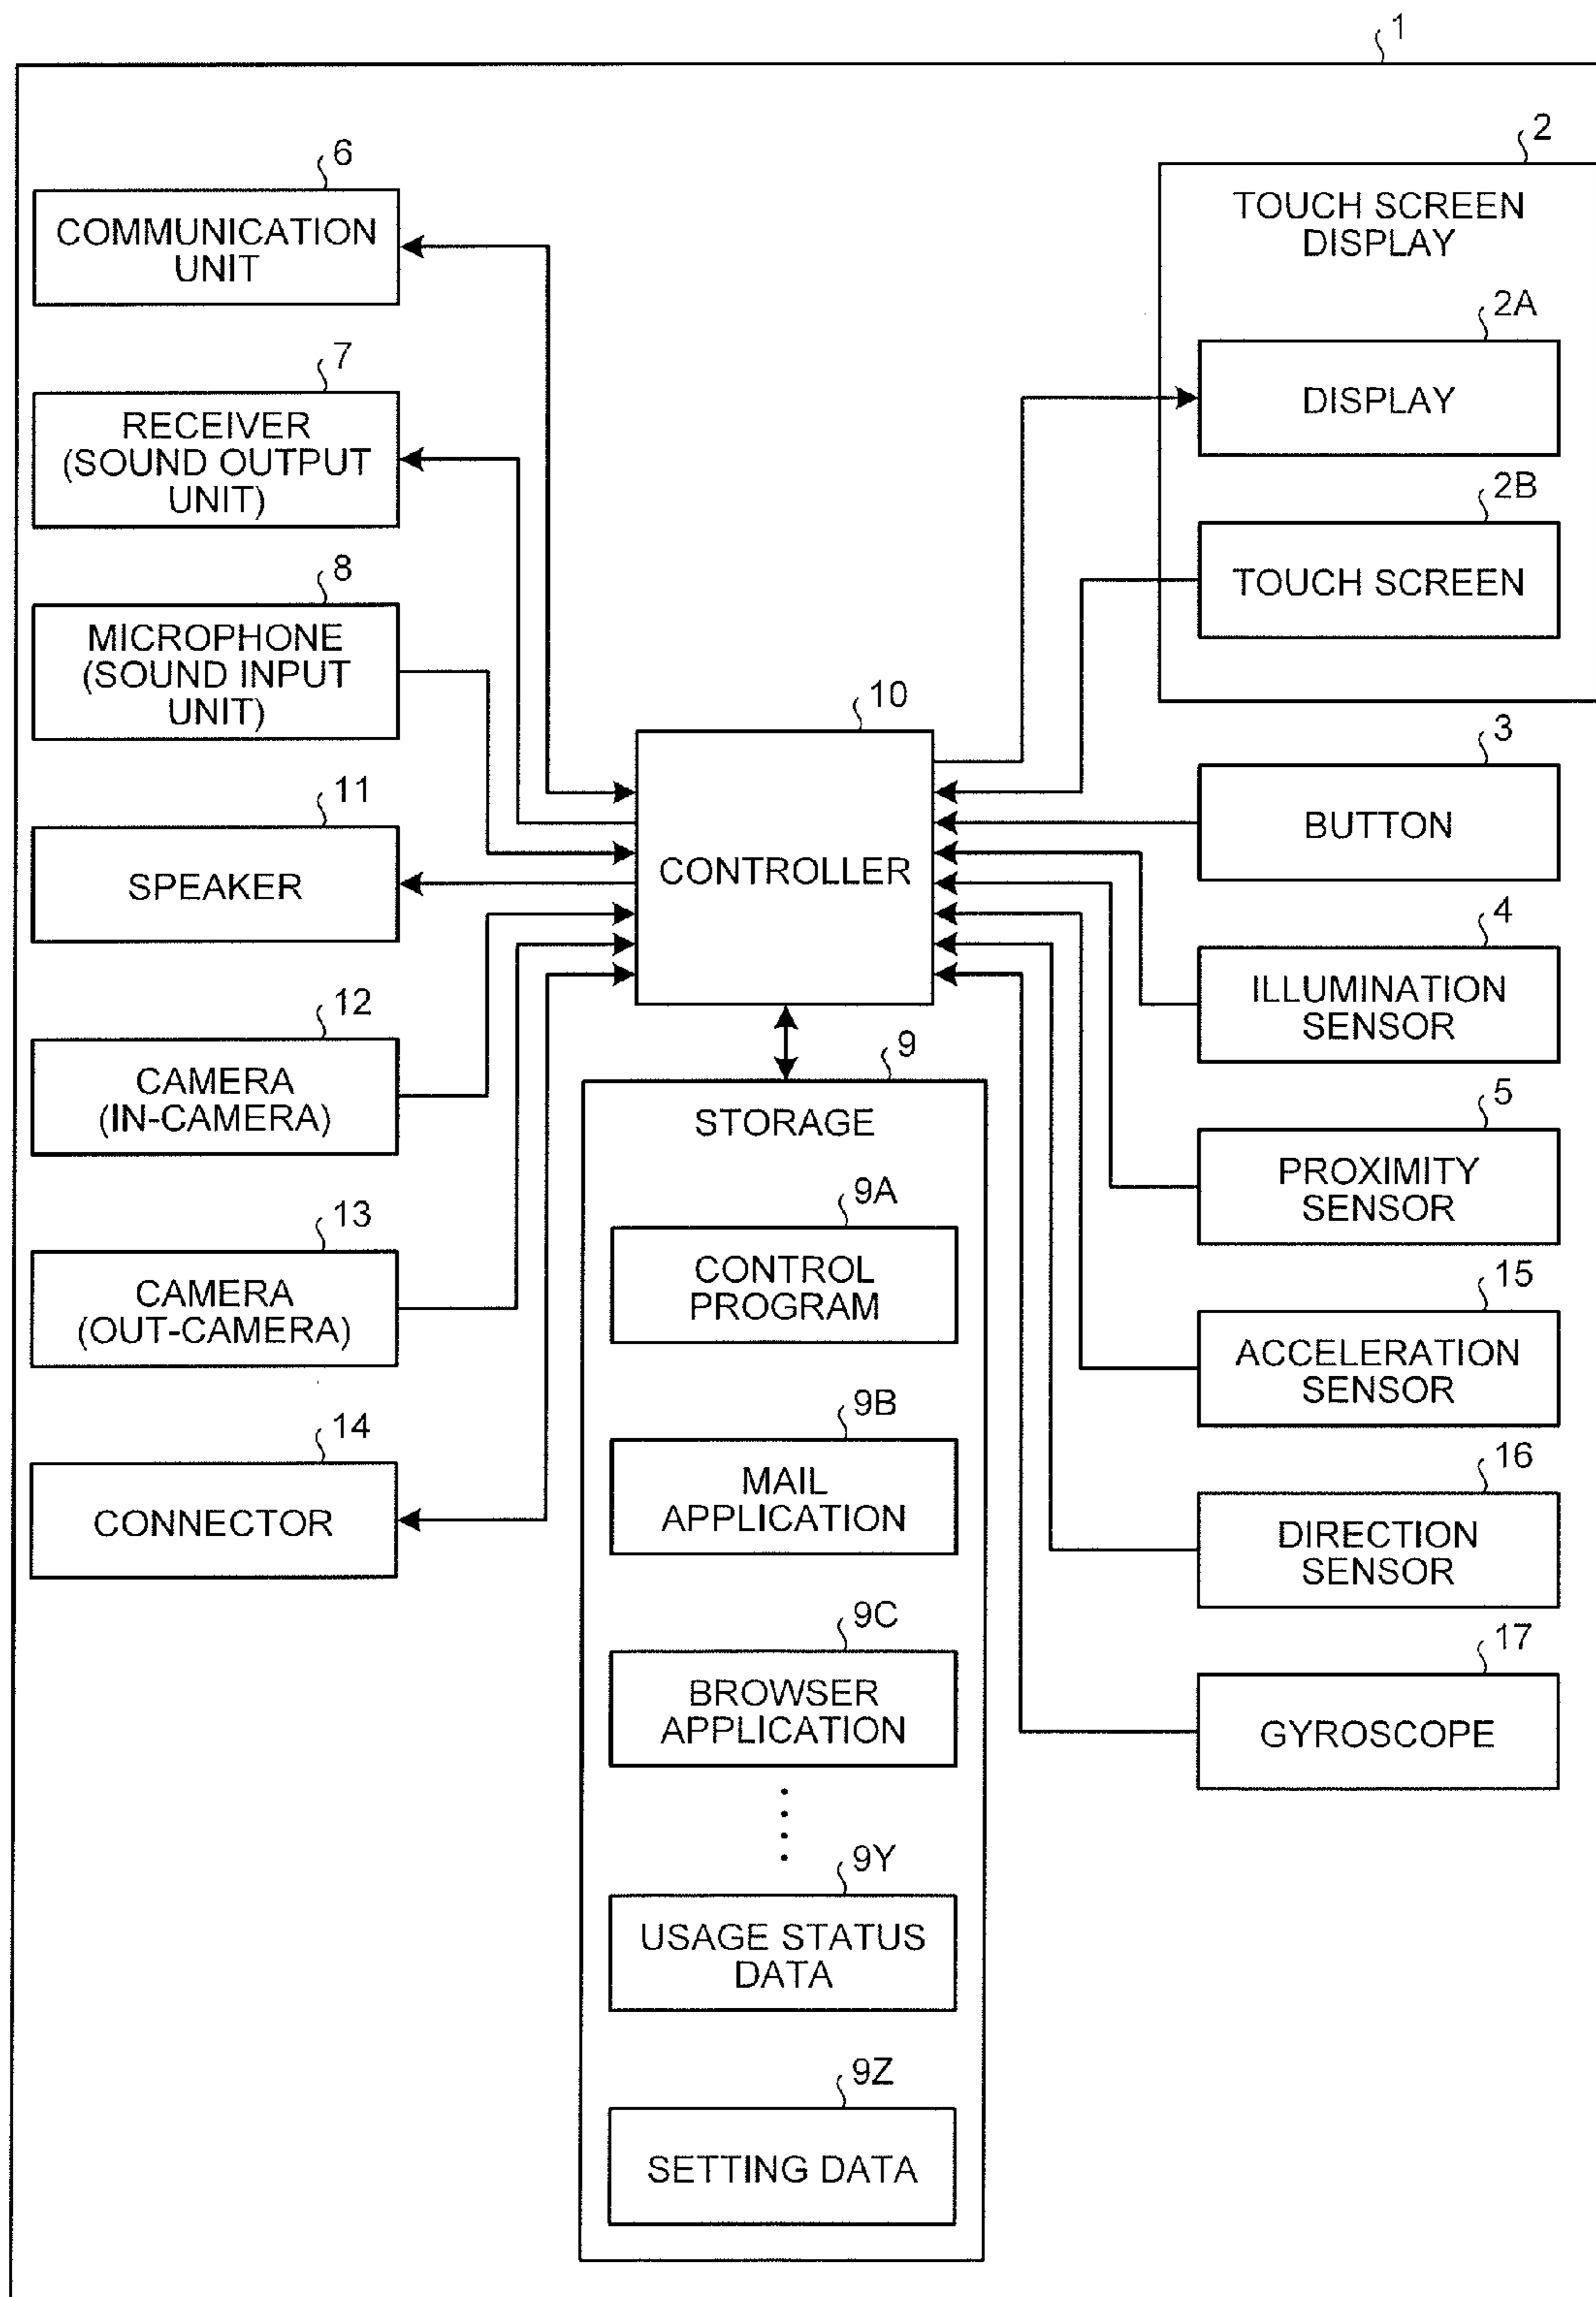 1
6
COMMUNICATION
UNIT
7
RECEIVER
(SOUND OUTPUT
UNIT)
8
MICROPHONE
(SOUND INPUT
UNIT)
11
SPEAKER
12
CAMERA
(IN-CAMERA)
13
CAMERA
(OUT-CAMERA)
14
CONNECTOR
10
CONTROLLER
9
STORAGE
9A
CONTROL
PROGRAM
9B
MAIL
APPLICATION
9C
BROWSER
APPLICATION
9Y
USAGE STATUS
DATA
9Z
SETTING DATA
2
TOUCH SCREEN
DISPLAY
2A
DISPLAY
2B
TOUCH SCREEN
3
BUTTON
4
ILLUMINATION
SENSOR
5
PROXIMITY
SENSOR
15
ACCELERATION
SENSOR
16
DIRECTION
SENSOR
17
GYROSCOPE